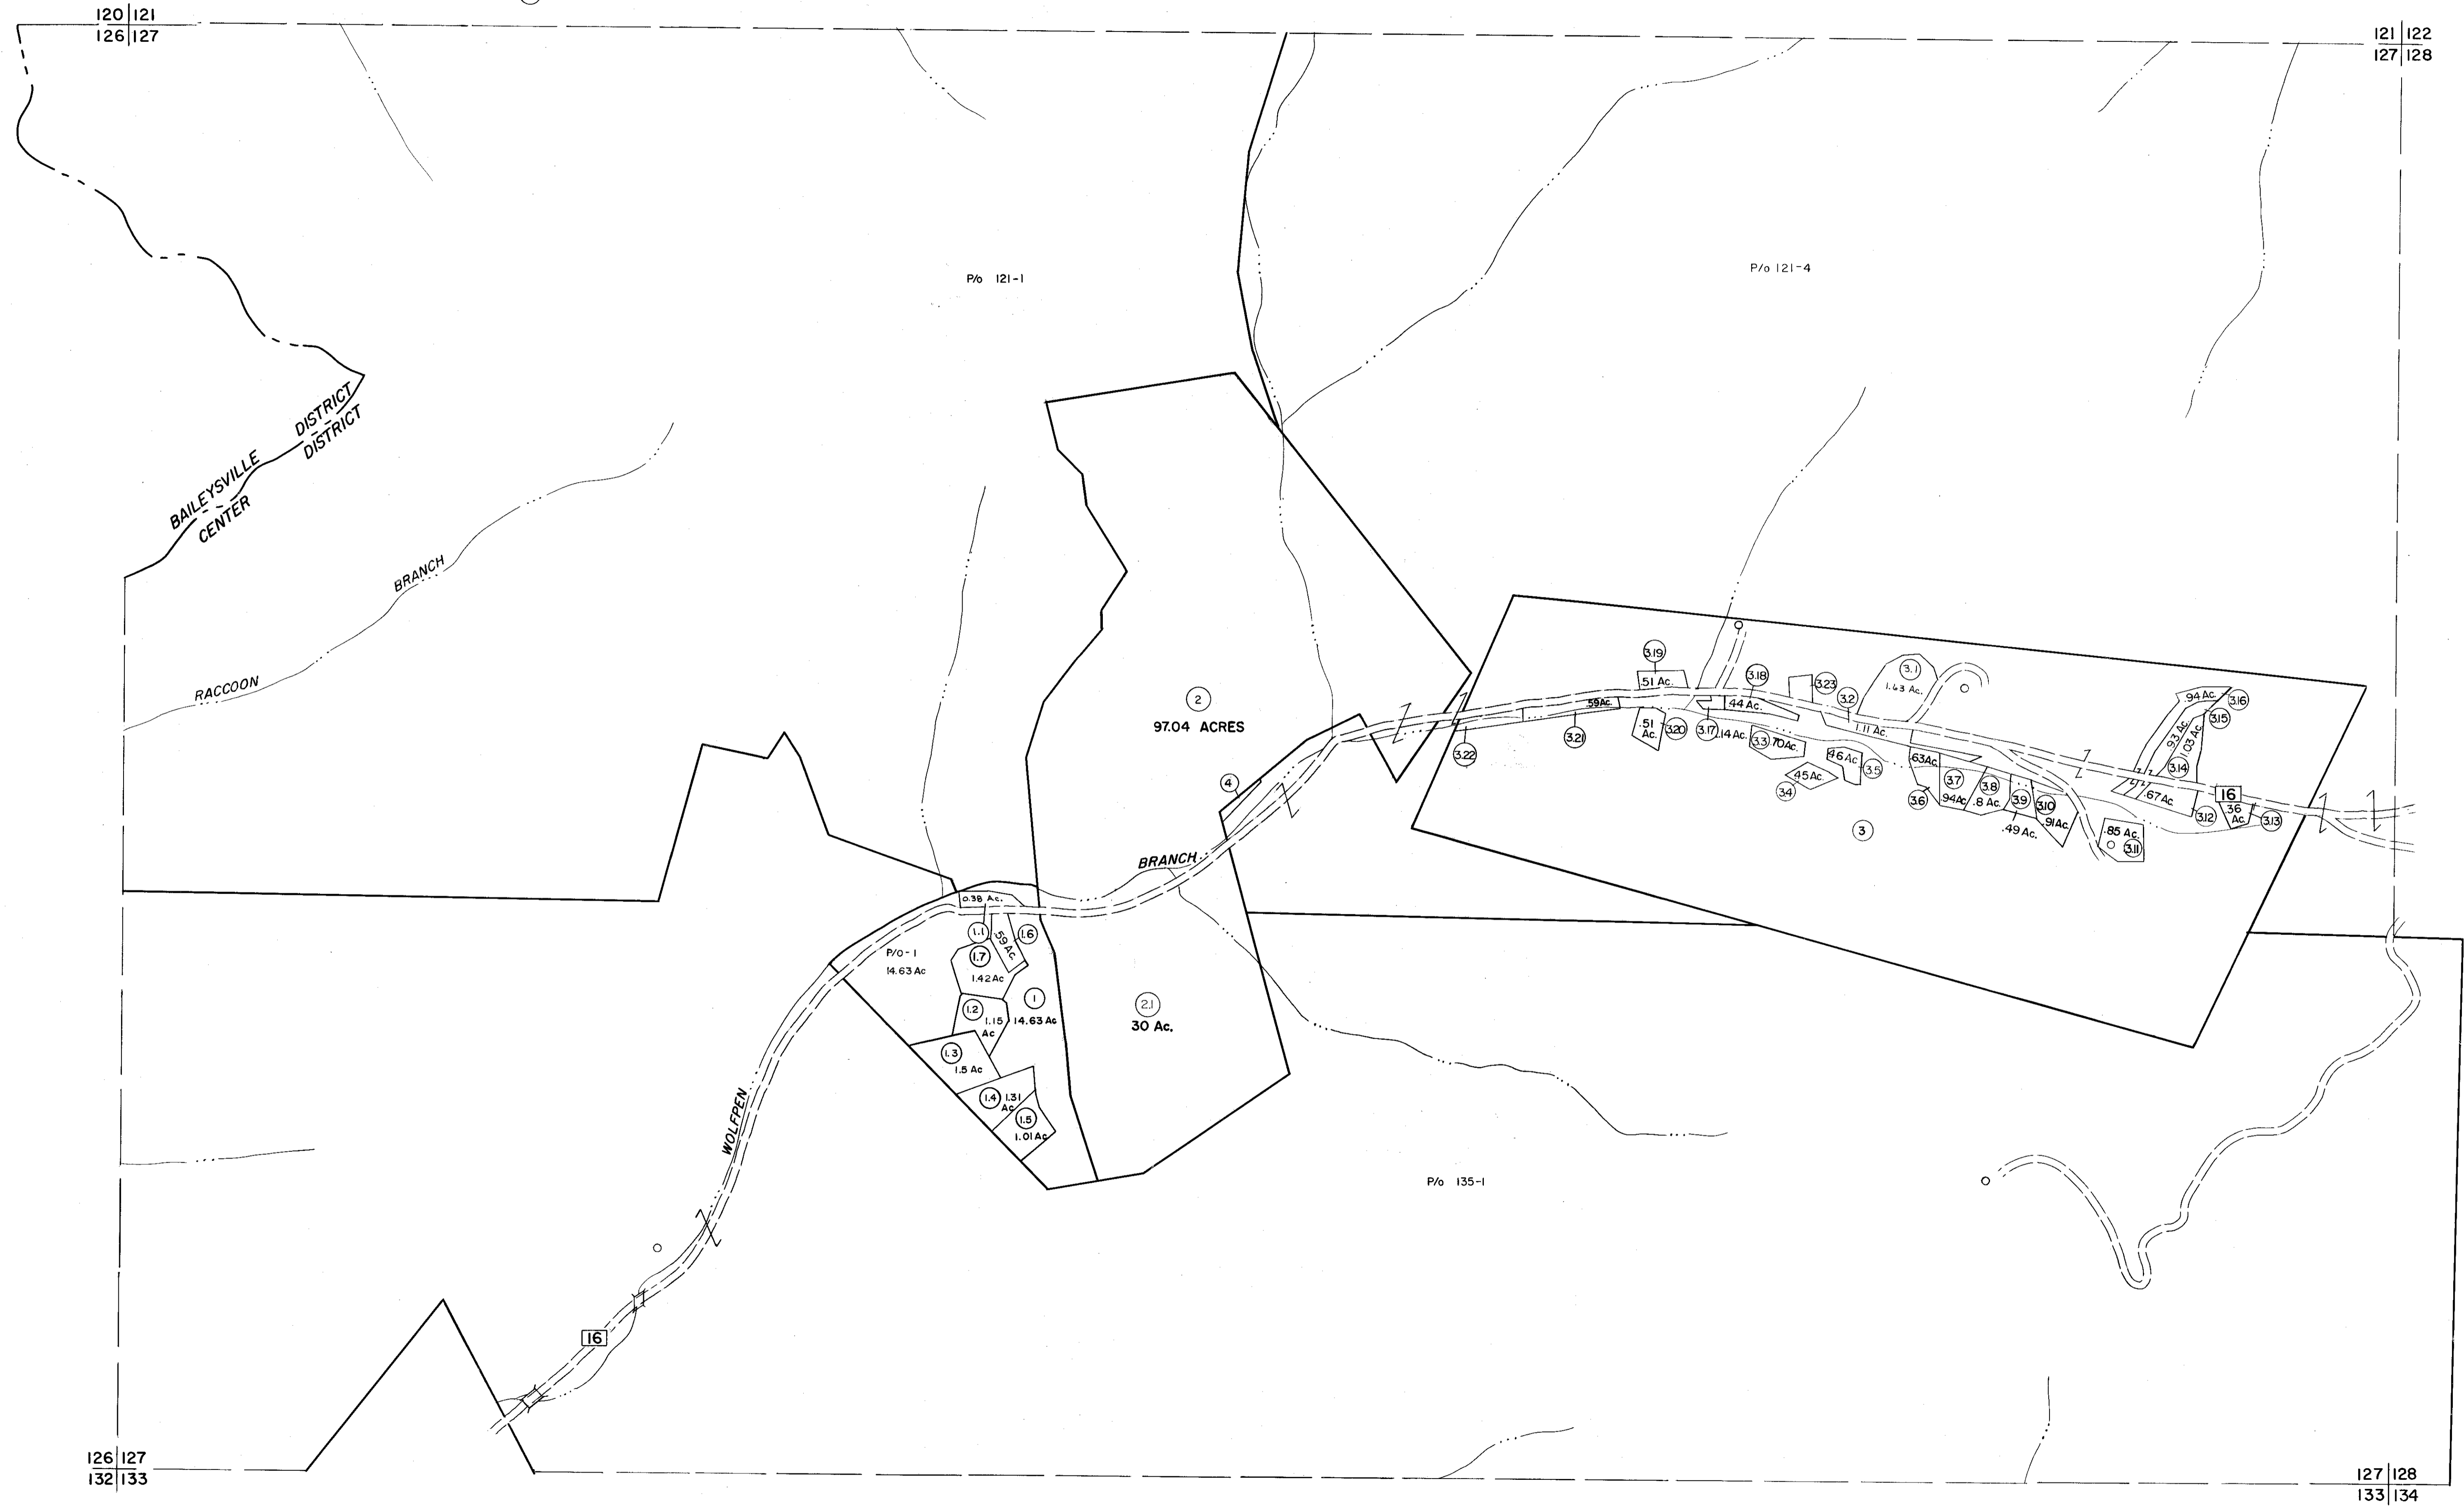 120 121
126 127
121 122
127 128
P/o 121-1
P/o 121-4
BAILEYSVILLE DISTRICT
CENTER DISTRICT
RACCOON BRANCH
2
97.04 ACRES
3.19
.51 Ac.
3.18
.44 Ac.
3.23
3.2
1.11 Ac.
3.1
1.43 Ac.
.94 Ac.
3.16
3.15
.93 Ac.
1.03 Ac.
3.14
.59 Ac.
3.22
3.21
.51
Ac.
3.20
3.17
.14 Ac.
3.3
.70 Ac.
.46 Ac.
3.5
.45 Ac.
3.4
.63 Ac.
3.6
3.7
.94 Ac.
3.8
.8 Ac.
3.9
.49 Ac.
3.10
.91 Ac.
.67 Ac.
3.12
16
.36
Ac.
3.13
.85 Ac.
3.11
3
4
BRANCH
0.38 Ac.
1.1
.59 Ac.
1.6
P/O-1
14.63 Ac
1.7
1.42 Ac
1
14.63 Ac
1.2
1.15
Ac
1.3
1.5 Ac
1.4
1.31
Ac
1.5
1.01 Ac
2.1
30 Ac.
WOLFPEN
P/o 135-1
16
126 127
132 133
127 128
133 134